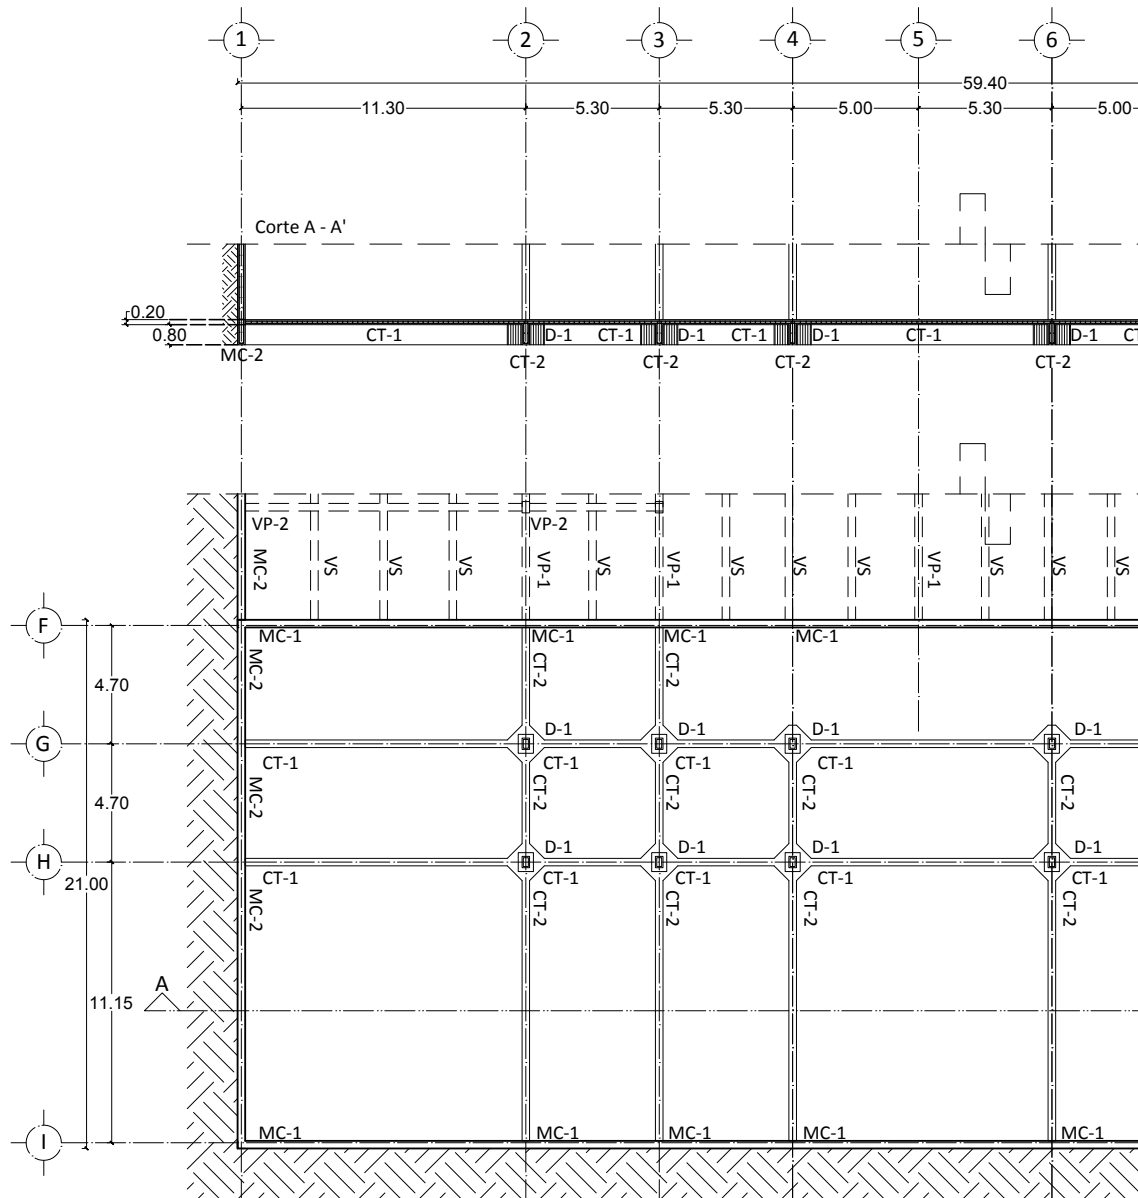 1 2 3 4 5 6
59.40
11.30 5.30 5.30 5.00 5.30 5.00
Corte A - A'
0.20
0.80 CT-1 D-1 CT-1 D-1 CT-1 D-1 CT-1 D-1
MC-2 CT-2 CT-2 CT-2 CT-2
VP-2 VP-2
MC-2 VS VS VS VP-1 VS VP-1 VS VS VS VP-1 VS VS VS
F
MC-1 MC-1 MC-1 MC-1
MC-2 CT-2 CT-2
4.70
G D-1 D-1 D-1 D-1
CT-1 CT-1 CT-1 CT-1
MC-2 CT-2 CT-2 CT-2 CT-2
4.70
H D-1 D-1 D-1 D-1
CT-1 CT-1 CT-1 CT-1 CT-1
21.00
MC-2 CT-2 CT-2 CT-2 CT-2
A
11.15
I MC-1 MC-1 MC-1 MC-1 MC-1